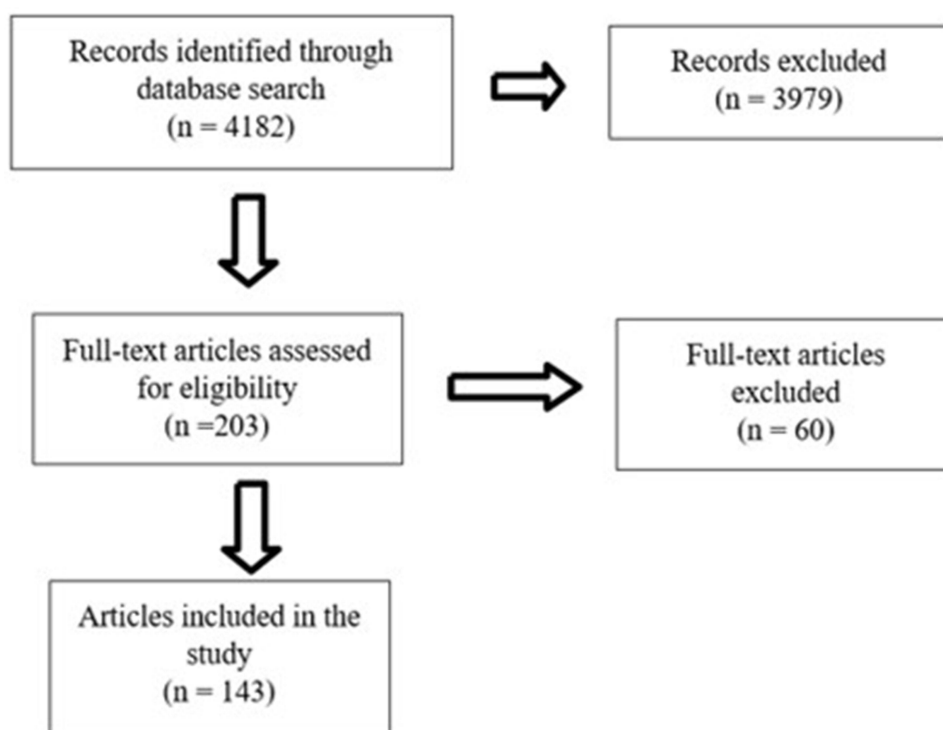 Records identified through
database search
(n = 4182)
Records excluded
(n = 3979)
Full-text articles assessed
for eligibility
(n =203)
Full-text articles
excluded
(n = 60)
Articles included in the
study
(n = 143)